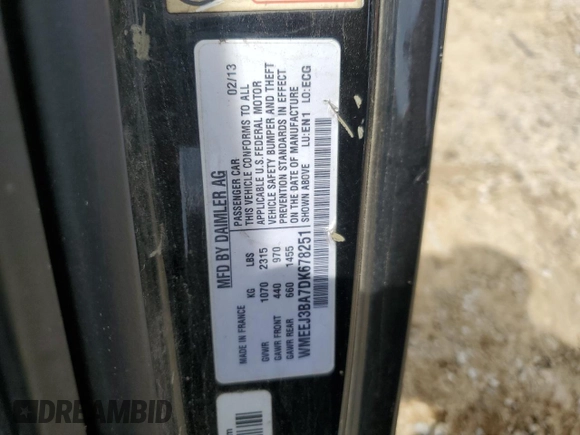 MFD BY DAIMLER AG
02/13
PASSENGER CAR
THIS VEHICLE CONFORMS TO ALL
APPLICABLE U.S.FEDERAL MOTOR
VEHICLE SAFETY BUMPER AND THEFT
PREVENTION STANDARDS IN EFFECT
ON THE DATE OF MANUFACTURE
SHOWN ABOVE LU:EN1 LO:ECG
MADE IN FRANCE KG LBS
GVWR 1070 2315
GAWR FRONT 440 970
GAWR REAR 660 1455
WMEEJ3BA7DK678251
DREAMBID